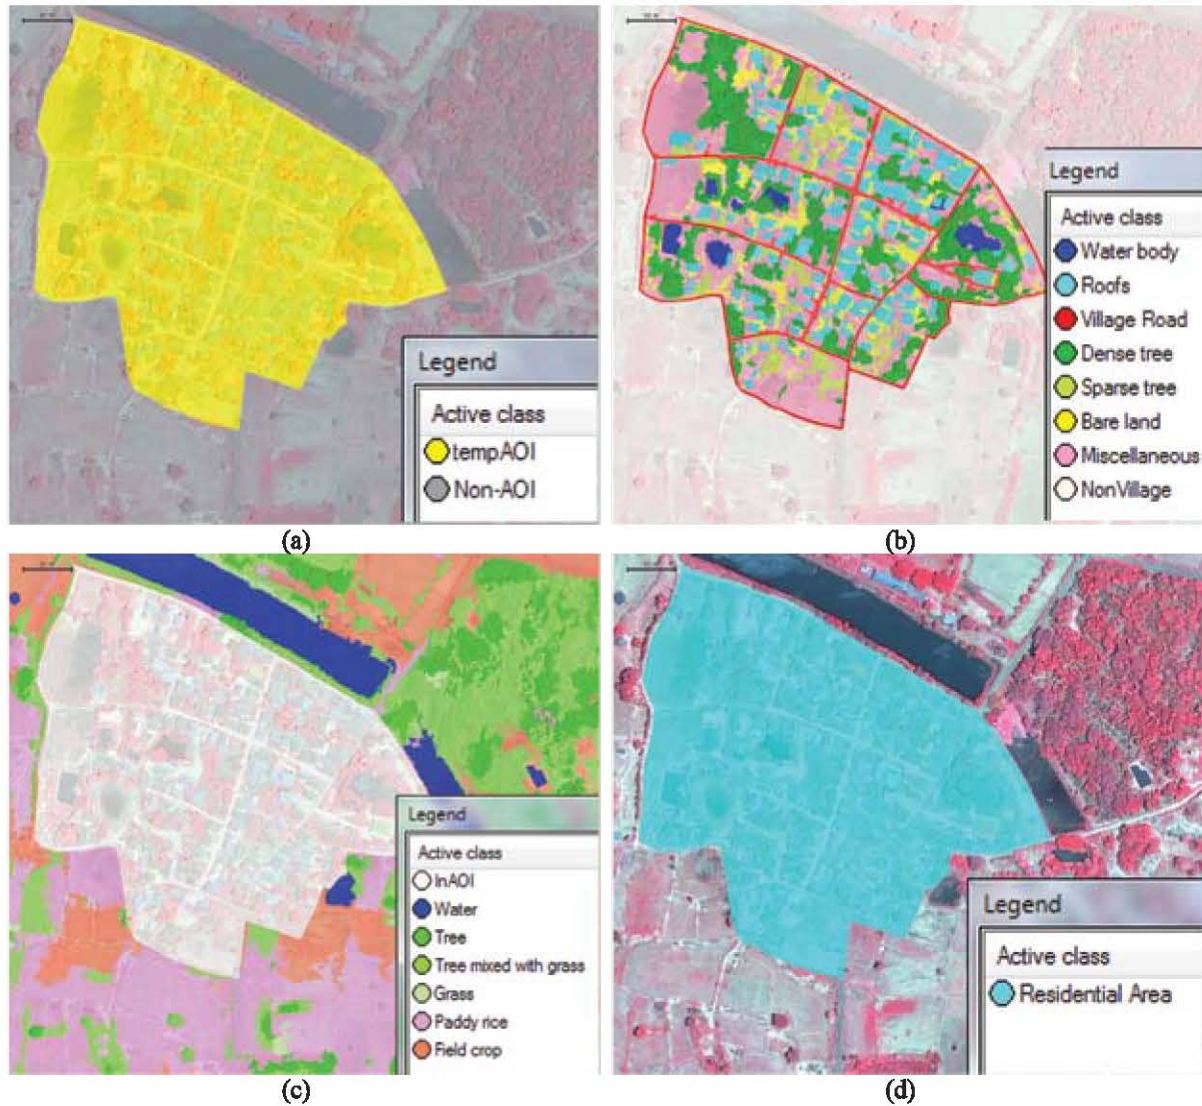 Legend
Active class
tempAOI
Non-AOI
(a)
Legend
Active class
Water body
Roofs
Village Road
Dense tree
Sparse tree
Bare land
Miscellaneous
NonVillage
(b)
Legend
Active class
InAOI
Water
Tree
Tree mixed with grass
Grass
Paddy rice
Field crop
(c)
Legend
Active class
Residential Area
(d)